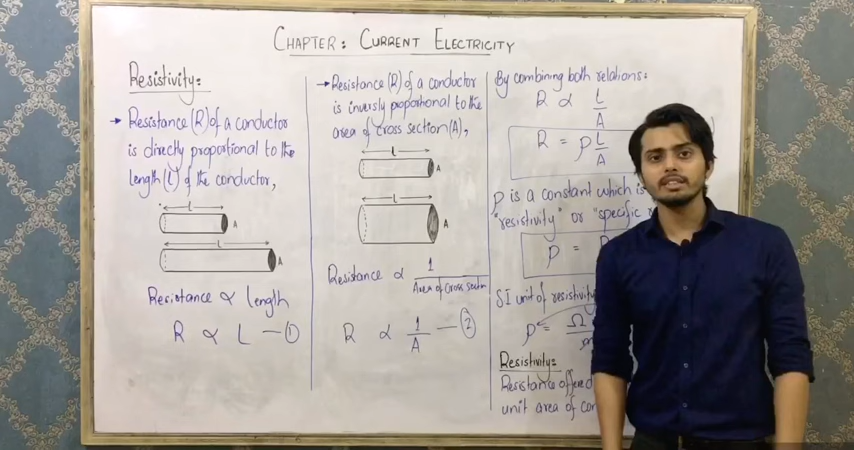 CHAPTER: CURRENT ELECTRICITY
Resistivity:
→ Resistance (R) of a conductor
is directly proportional to the
length (L) of the conductor,
L
A
L
A
Resistance ∝ length
R ∝ L — ①
→ Resistance (R) of a conductor
is inversly proportional to the
area of cross section (A),
L
A
L
A
Resistance ∝ 1
Area of cross section
R ∝ 1/A — ②
By combining both relations:
R ∝ L/A
R = ρ L/A
ρ is a constant which is
"resistivity" or "specific
ρ =
SI unit of resistivity
ρ = Ω
Resistivity:
Resistance offered
unit area of con